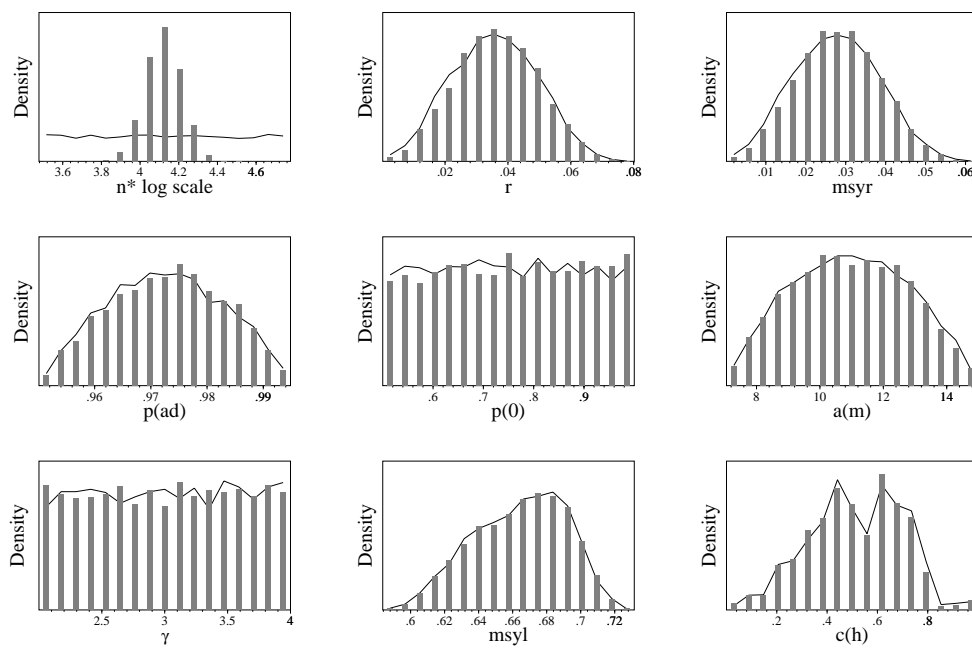 Density
3.6 3.8 4 4.2 4.4 4.6
n* log scale
Density
.02 .04 .06 .08
r
Density
.01 .02 .03 .04 .05 .06
msyr
Density
.96 .97 .98 .99
p(ad)
Density
.6 .7 .8 .9
p(0)
Density
8 10 12 14
a(m)
Density
2.5 3 3.5 4
γ
Density
.6 .62 .64 .66 .68 .7 .72
msyl
Density
.2 .4 .6 .8
c(h)